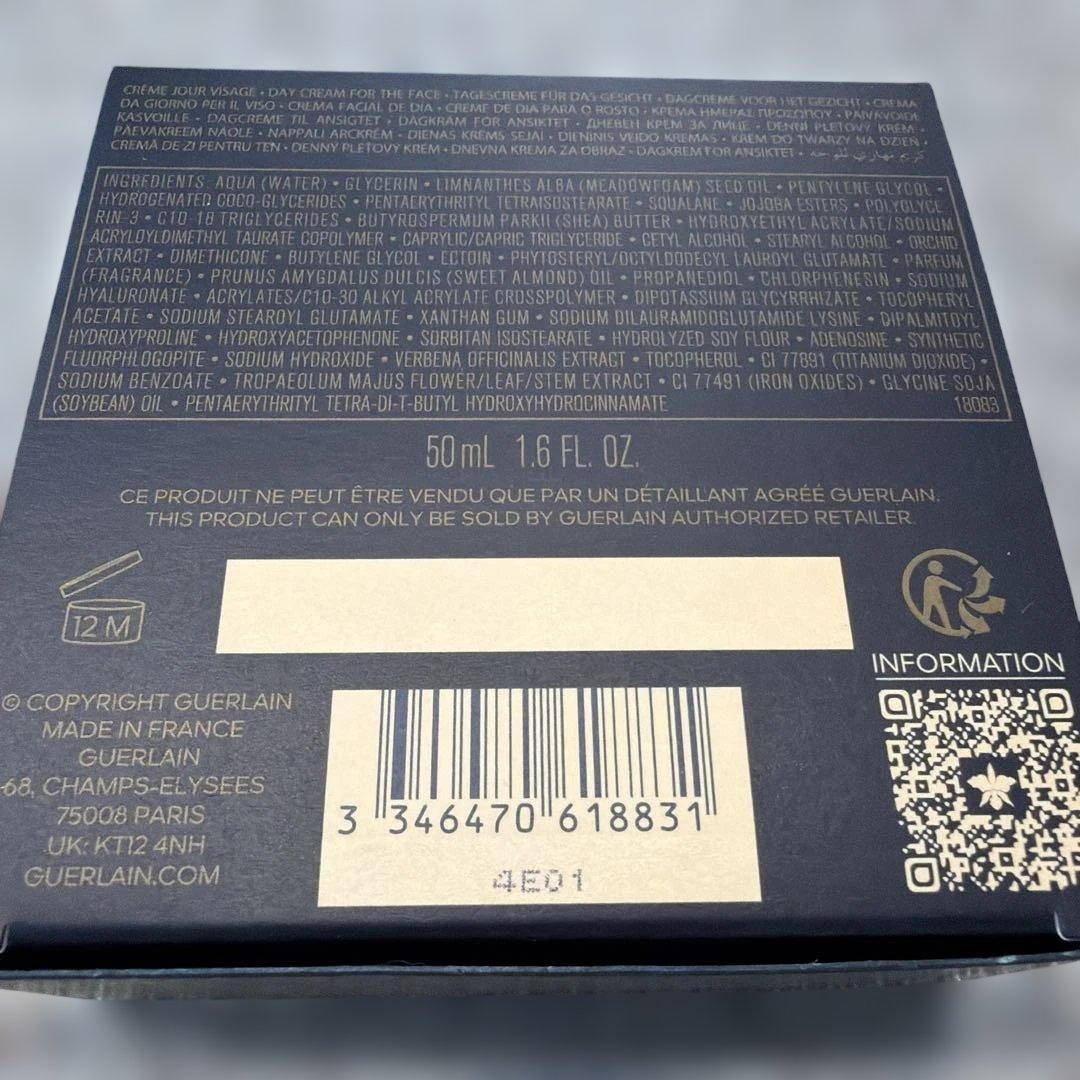 CRÈME JOUR VISAGE • DAY CREAM FOR THE FACE • TAGESCREME FÜR DAS GESICHT • DAGCREME VOOR HET GEZICHT • CREMA
DA GIORNO PER IL VISO • CREMA FACIAL DE DÍA • CREME DE DIA PARA O ROSTO • ΚΡΕΜΑ ΗΜΕΡΑΣ ΠΡΟΣΩΠΟΥ • PÄIVÄVOIDE
KASVOILLE • DAGCREME TIL ANSIGTET • DAGKRÄM FÖR ANSIKTET • ДНЕВЕН КРЕМ ЗА ЛИЦЕ • DENNÍ PLEŤOVÝ KRÉM •
PÄEVAKREEM NÄOLE • NAPPALI ARCKRÉM • DIENAS KRĒMS SEJAI • DIENINIS VEIDO KREMAS • KREM DO TWARZY NA DZIEŃ •
CREMĂ DE ZI PENTRU TEN • DENNÝ PLEŤOVÝ KRÉM • DNEVNA KREMA ZA OBRAZ • DAGKREM FOR ANSIKTET •
INGREDIENTS: AQUA (WATER) • GLYCERIN • LIMNANTHES ALBA (MEADOWFOAM) SEED OIL • PENTYLENE GLYCOL •
HYDROGENATED COCO-GLYCERIDES • PENTAERYTHRITYL TETRAISOSTEARATE • SQUALANE • JOJOBA ESTERS • POLYGLYCE
RIN-3 • C10-18 TRIGLYCERIDES • BUTYROSPERMUM PARKII (SHEA) BUTTER • HYDROXYETHYL ACRYLATE/SODIUM
ACRYLOYLDIMETHYL TAURATE COPOLYMER • CAPRYLIC/CAPRIC TRIGLYCERIDE • CETYL ALCOHOL • STEARYL ALCOHOL • ORCHID
EXTRACT • DIMETHICONE • BUTYLENE GLYCOL • ECTOIN • PHYTOSTERYL/OCTYLDODECYL LAUROYL GLUTAMATE • PARFUM
(FRAGRANCE) • PRUNUS AMYGDALUS DULCIS (SWEET ALMOND) OIL • PROPANEDIOL • CHLORPHENESIN • SODIUM
HYALURONATE • ACRYLATES/C10-30 ALKYL ACRYLATE CROSSPOLYMER • DIPOTASSIUM GLYCYRRHIZATE • TOCOPHERYL
ACETATE • SODIUM STEAROYL GLUTAMATE • XANTHAN GUM • SODIUM DILAURAMIDOGLUTAMIDE LYSINE • DIPALMITOYL
HYDROXYPROLINE • HYDROXYACETOPHENONE • SORBITAN ISOSTEARATE • HYDROLYZED SOY FLOUR • ADENOSINE • SYNTHETIC
FLUORPHLOGOPITE • SODIUM HYDROXIDE • VERBENA OFFICINALIS EXTRACT • TOCOPHEROL • CI 77891 (TITANIUM DIOXIDE) •
SODIUM BENZOATE • TROPAEOLUM MAJUS FLOWER/LEAF/STEM EXTRACT • CI 77491 (IRON OXIDES) • GLYCINE SOJA
(SOYBEAN) OIL • PENTAERYTHRITYL TETRA-DI-T-BUTYL HYDROXYHYDROCINNAMATE 18083
50 mL 1.6 FL. OZ.
CE PRODUIT NE PEUT ÊTRE VENDU QUE PAR UN DÉTAILLANT AGRÉÉ GUERLAIN.
THIS PRODUCT CAN ONLY BE SOLD BY GUERLAIN AUTHORIZED RETAILER.
12 M
INFORMATION
© COPYRIGHT GUERLAIN
MADE IN FRANCE
GUERLAIN
68, CHAMPS-ELYSEES
75008 PARIS
UK: KT12 4NH
GUERLAIN.COM
3 346470 618831
4E01